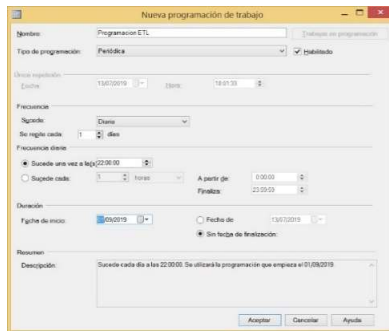 Nueva programación de trabajo
Nombre: Programacion ETL Trabajos en programación
Tipo de programación: Periódica Habilitado
Única repetición
Fecha: 13/07/2019 Hora: 18:01:33
Frecuencia
Sucede: Diaria
Se repite cada: 1 días
Frecuencia diaria
Sucede una vez a la(s): 22:00:00
Sucede cada: 1 horas A partir de: 0:00:00
Finaliza: 23:59:59
Duración
Fecha de inicio: 01/09/2019 Fecha de 13/07/2019
Sin fecha de finalización:
Resumen
Descripción: Sucede cada día a las 22:00:00. Se utilizará la programación que empieza el 01/09/2019
Aceptar Cancelar Ayuda